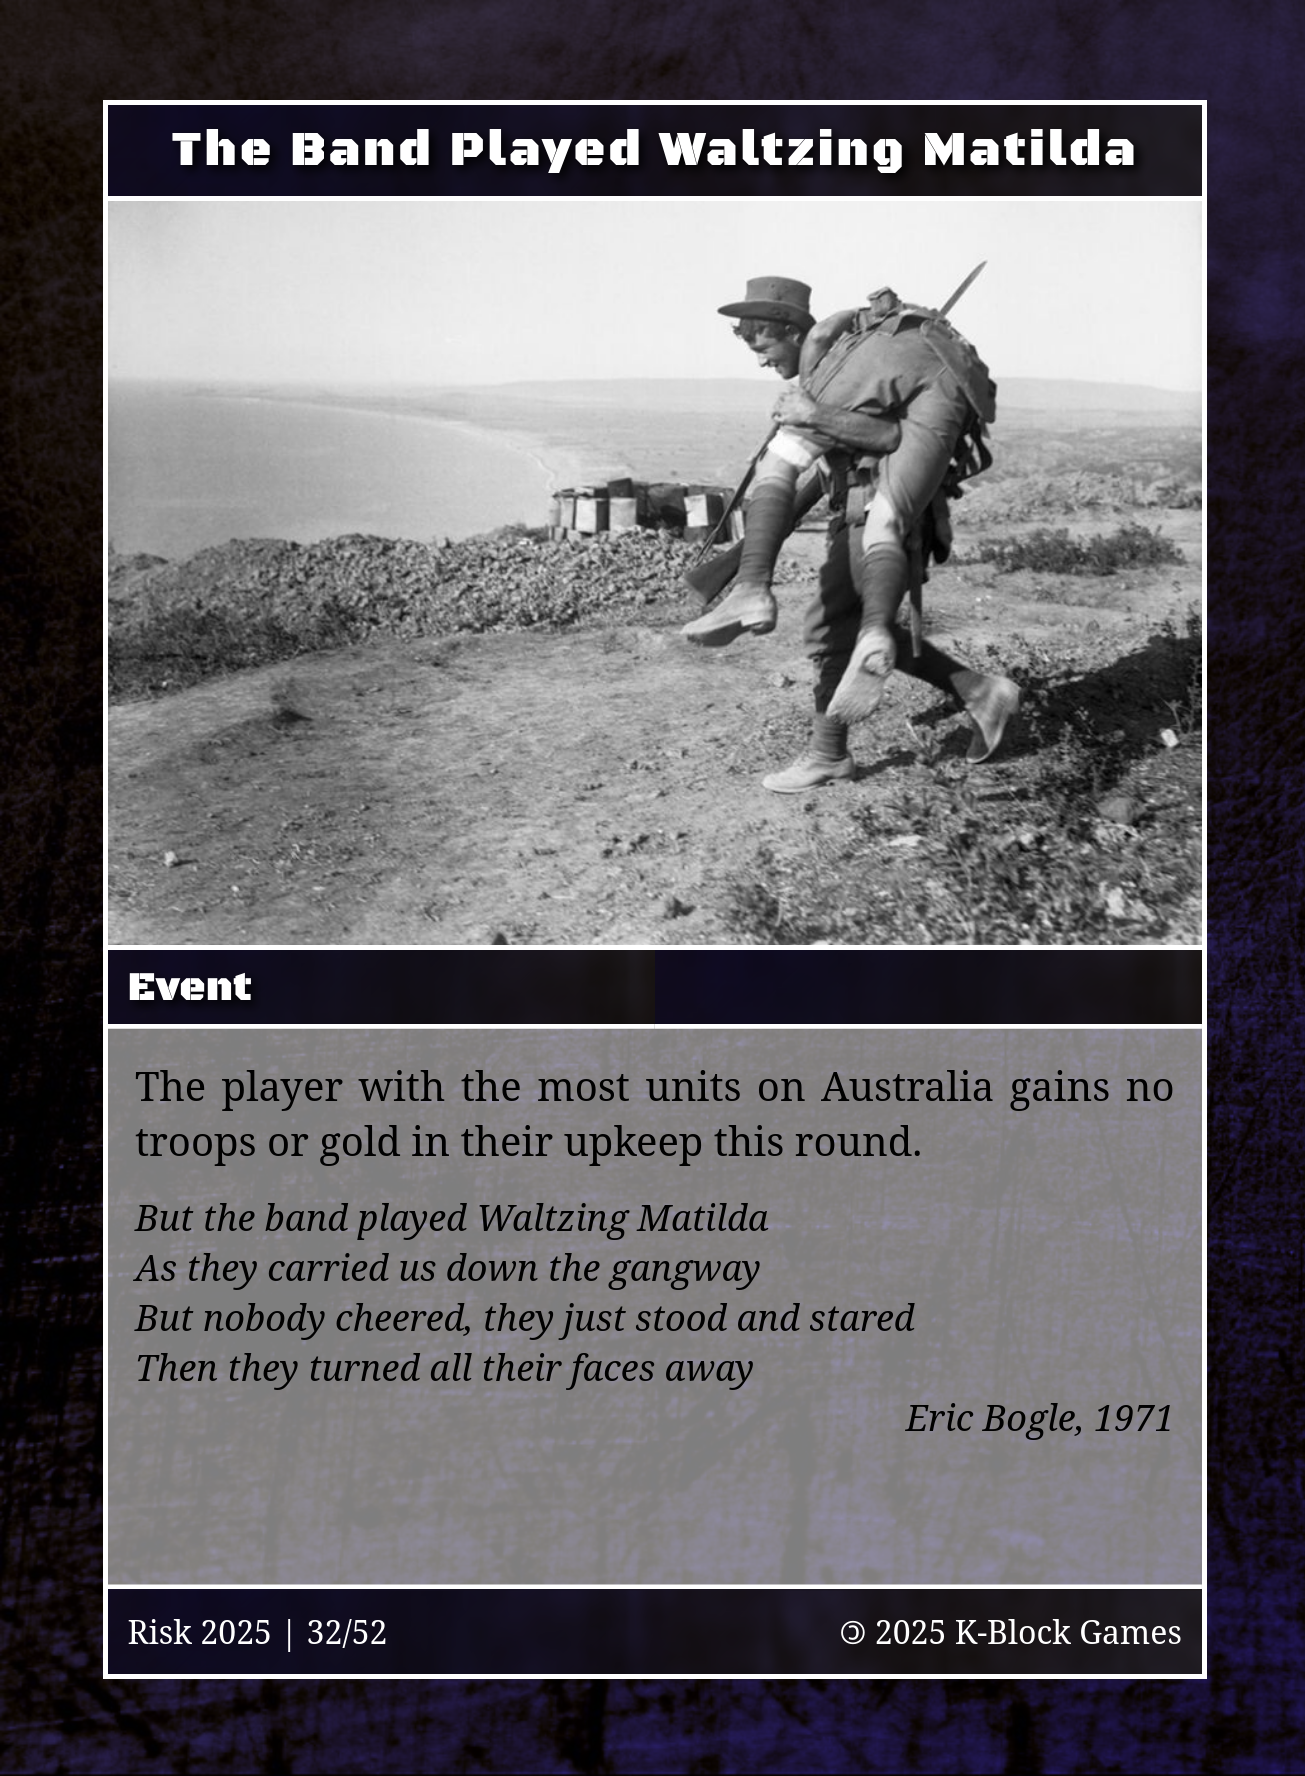 The Band Played Waltzing Matilda
Event
The player with the most units on Australia gains no
troops or gold in their upkeep this round.
But the band played Waltzing Matilda
As they carried us down the gangway
But nobody cheered, they just stood and stared
Then they turned all their faces away
Eric Bogle, 1971
Risk 2025 | 32/52
🄯 2025 K-Block Games